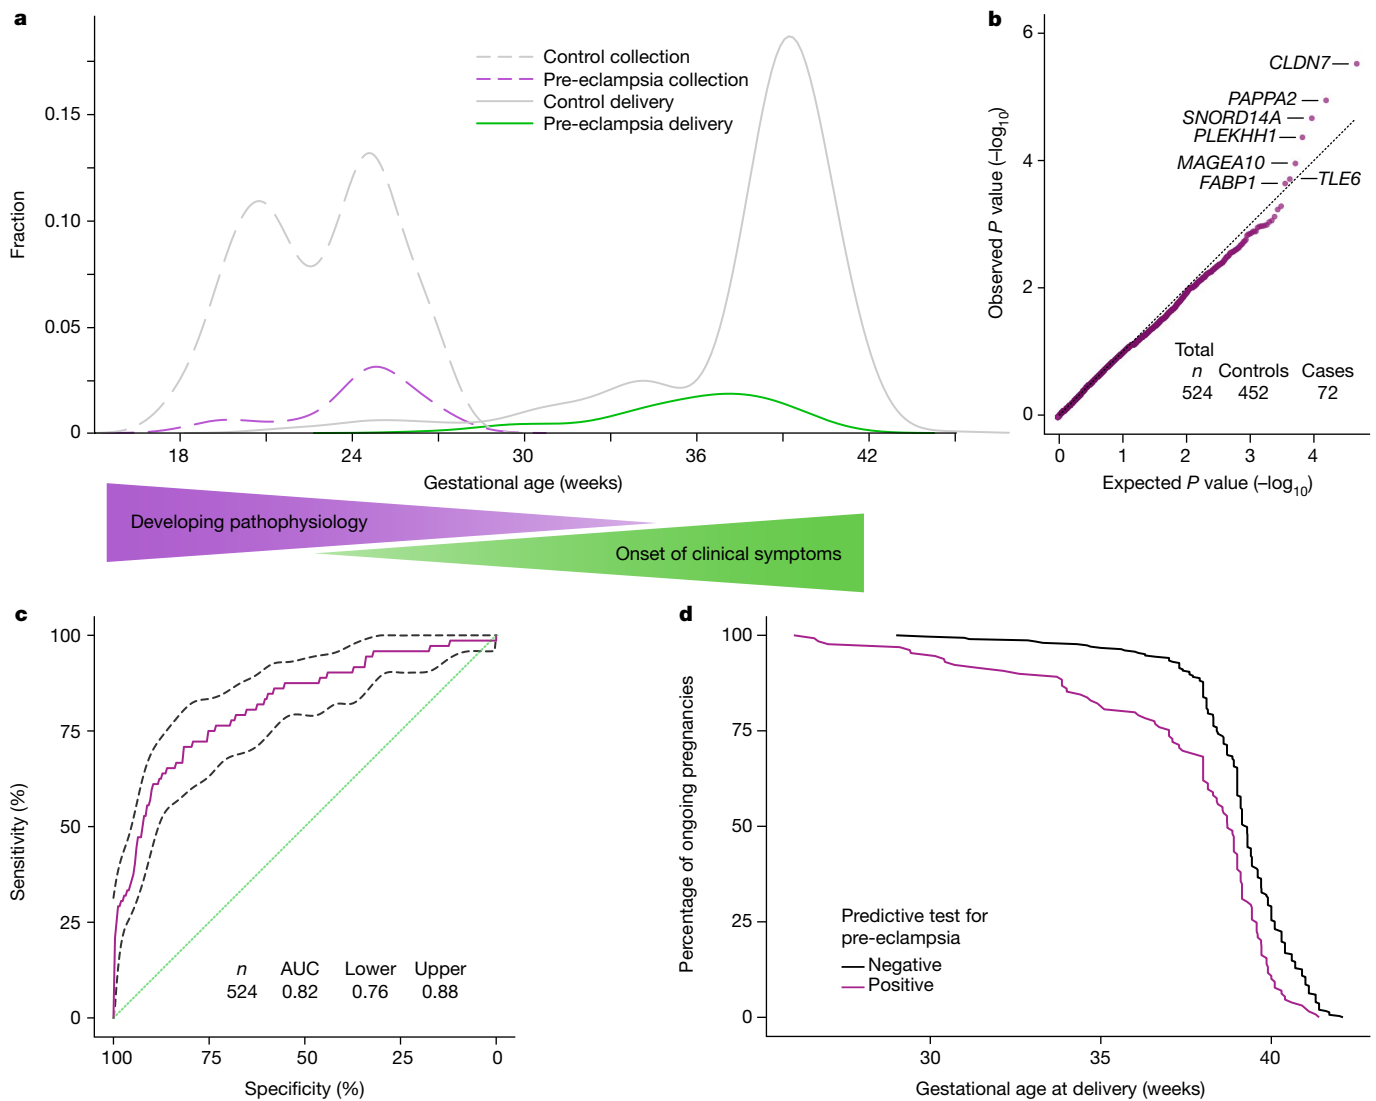 a
Control collection
Pre-eclampsia collection
Control delivery
Pre-eclampsia delivery
Fraction
0.15
0.10
0.05
0
18
24
30
36
42
Gestational age (weeks)
Developing pathophysiology
Onset of clinical symptoms
b
Observed P value (–log10)
6
4
2
0
CLDN7
PAPPA2
SNORD14A
PLEKHH1
MAGEA10
FABP1
TLE6
Total
n Controls Cases
524 452 72
0
1
2
3
4
Expected P value (–log10)
c
Sensitivity (%)
100
75
50
25
0
n AUC Lower Upper
524 0.82 0.76 0.88
100
75
50
25
0
Specificity (%)
d
Percentage of ongoing pregnancies
100
75
50
25
0
Predictive test for
pre-eclampsia
Negative
Positive
30
35
40
Gestational age at delivery (weeks)